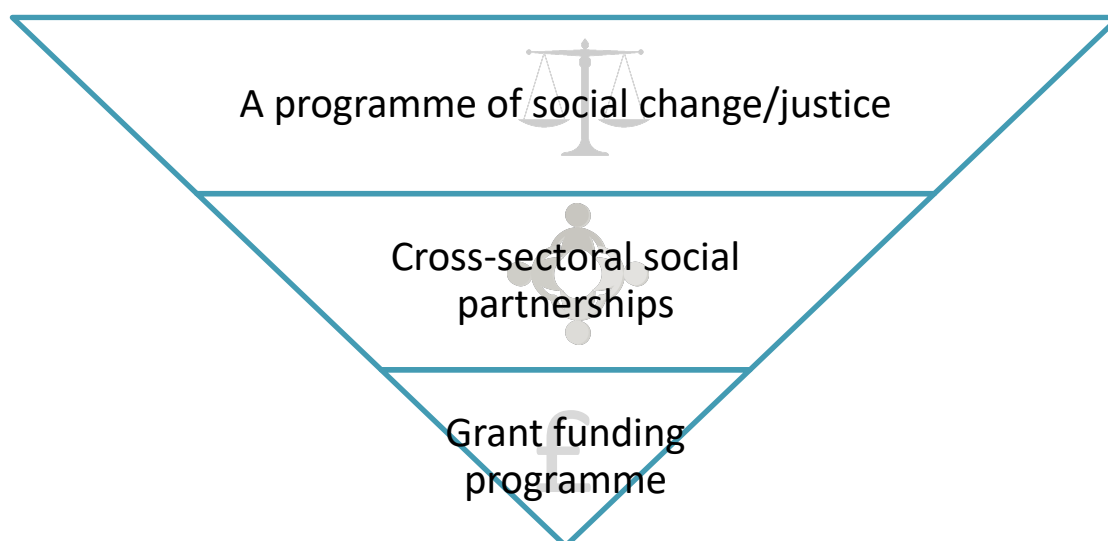 A programme of social change/justice
Cross-sectoral social
partnerships
£
Grant funding
programme